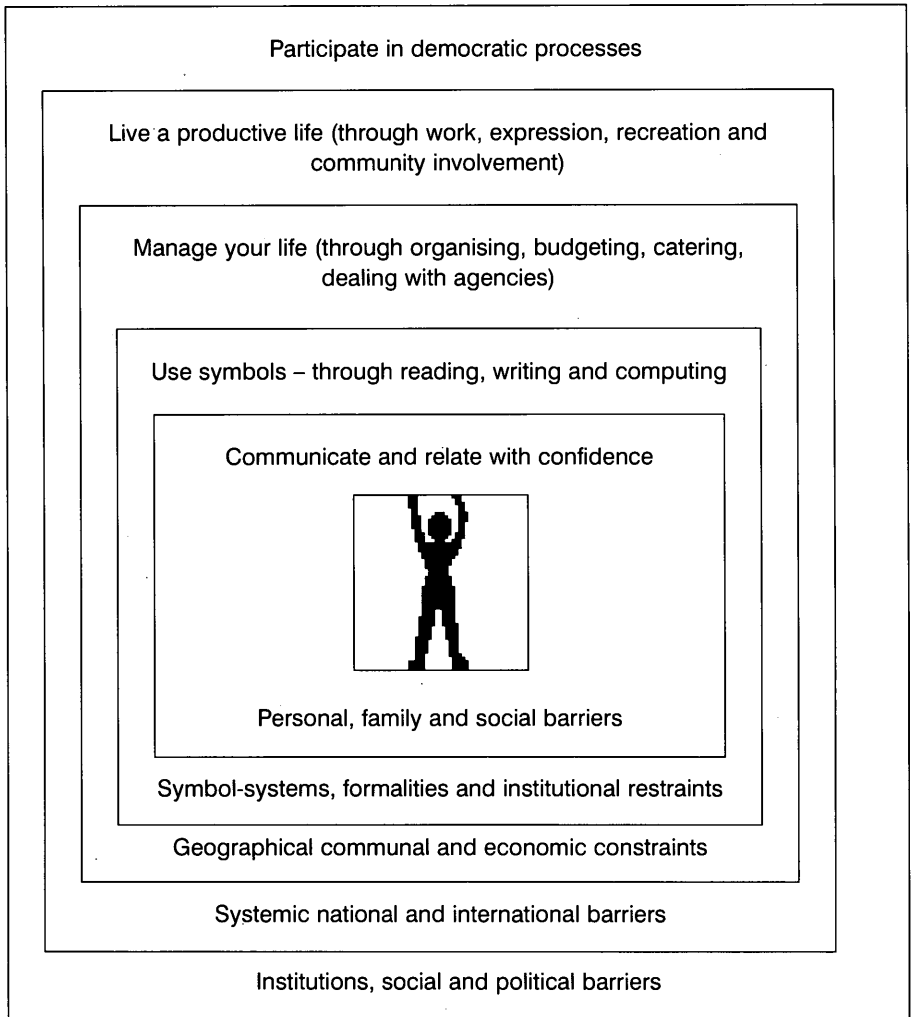 Participate in democratic processes
Live a productive life (through work, expression, recreation and
community involvement)
Manage your life (through organising, budgeting, catering,
dealing with agencies)
Use symbols – through reading, writing and computing
Communicate and relate with confidence
Personal, family and social barriers
Symbol-systems, formalities and institutional restraints
Geographical communal and economic constraints
Systemic national and international barriers
Institutions, social and political barriers